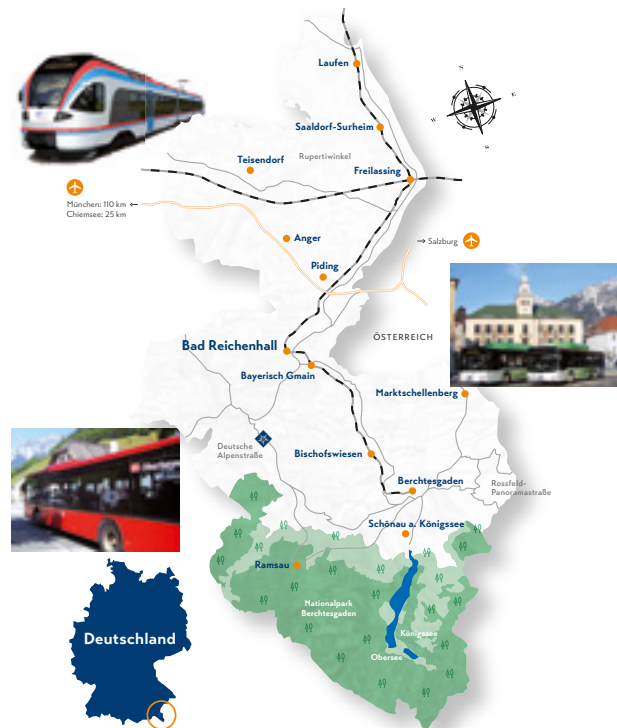 Laufen
S
E
W
S
Saaldorf-Surheim
Rupertiwinkel
Teisendorf
Freilassing
München: 110 km ←
Chiemsee: 25 km
Anger
→ Salzburg
Piding
ÖSTERREICH
Bad Reichenhall
Bayerisch Gmain
Marktschellenberg
Deutsche
Alpenstraße
Bischofswiesen
Berchtesgaden
Rossfeld-
Panoramastraße
Schönau a. Königssee
Ramsau
Nationalpark
Berchtesgaden
Königssee
Obersee
Deutschland